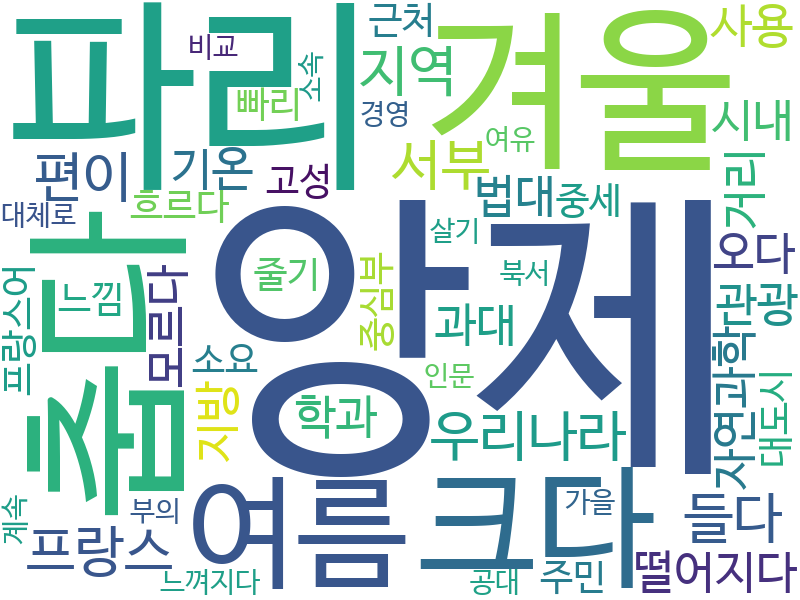 파리
겨울
비교
소속
근처
사용
빠리
지역
경영
여유
시내
편이
기온
고성
서부
법대
중세
거리
대체로
흐르다
춥다
양제
살기
오다
느낌
줄기
중심부
북서
프랑스어
모르다
관광
소요
과대
자연과학
대도시
인문
지방
학과
우리나라
계속
부의
여름
크다
가을
들다
프랑스
느껴지다
공대
주민
떨어지다